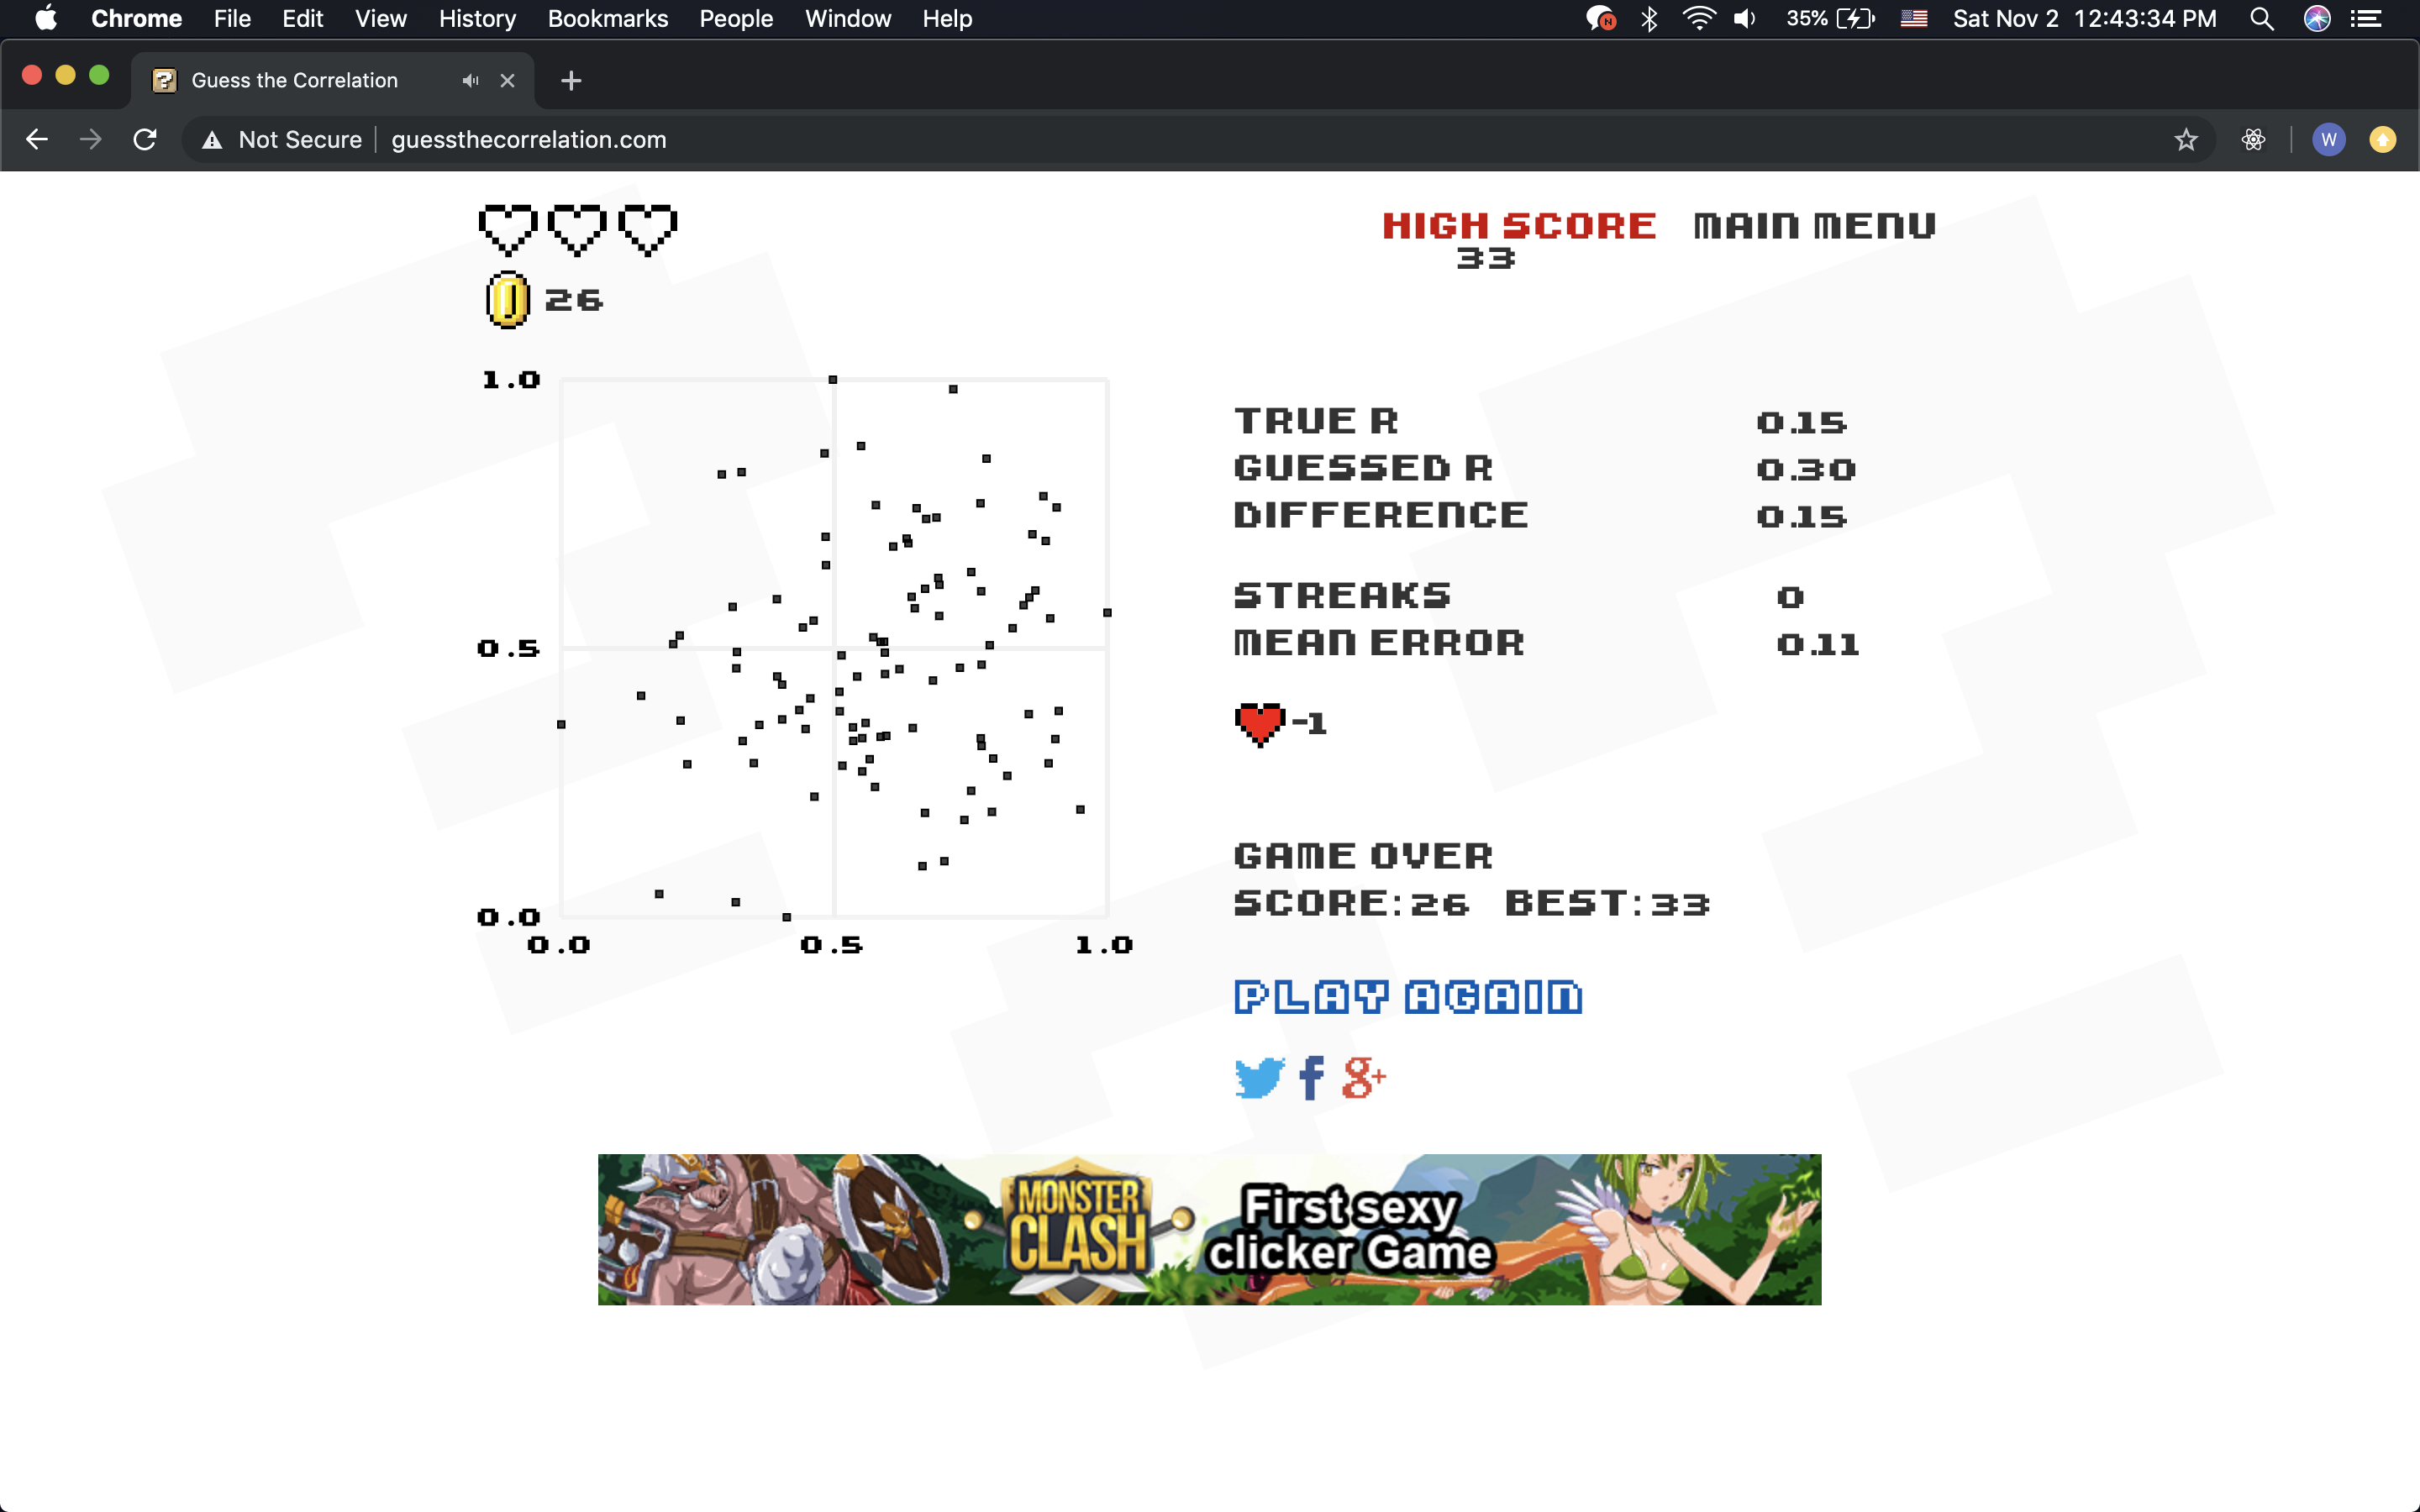 Chrome File Edit View History Bookmarks People Window Help 35% Sat Nov 2 12:43:34 PM
Guess the Correlation
Not Secure guessthecorrelation.com W
HIGH SCORE MAIN MENU
33
26
1.0
0.5
0.0
0.0 0.5 1.0
TRUE R 0.15
GUESSED R 0.30
DIFFERENCE 0.15
STREAKS 0
MEAN ERROR 0.11
-1
GAME OVER
SCORE:26 BEST:33
PLAY AGAIN
f g+
MONSTER
CLASH
First sexy
clicker Game